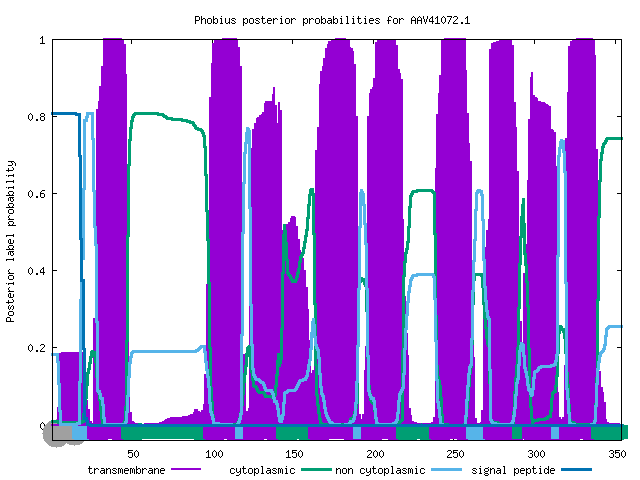 Phobius posterior probabilities for AAV41072.1
1
0.8
0.6
0.4
0.2
0
Posterior label probability
50 100 150 200 250 300 350
transmembrane cytoplasmic non cytoplasmic signal peptide